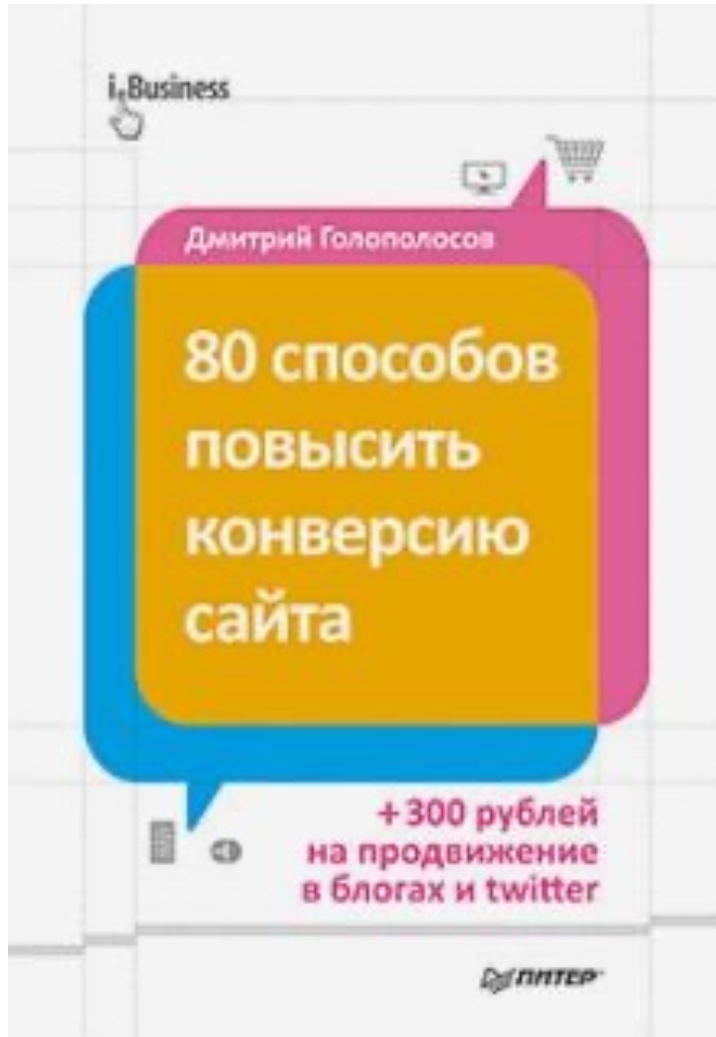 i.Business
Дмитрий Голополосов
80 способов
повысить
конверсию
сайта
+300 рублей
на продвижение
в блогах и twitter
ПИТЕР